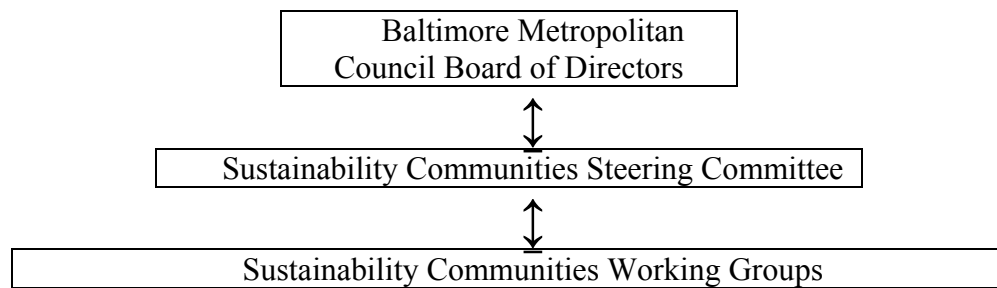 Baltimore Metropolitan
Council Board of Directors
Sustainability Communities Steering Committee
Sustainability Communities Working Groups